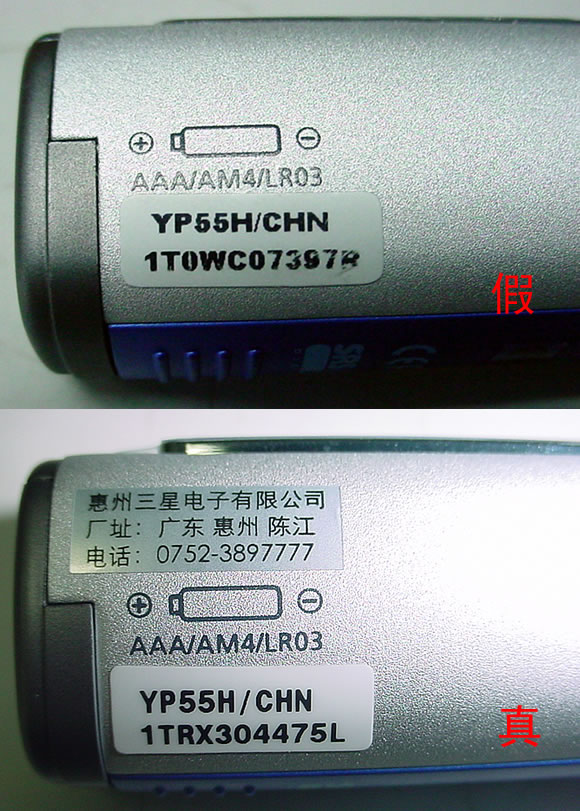 AAA/AM4/LR03
YP55H/CHN
1T0WC07397R
假
惠州三星电子有限公司
厂址: 广东 惠州 陈江
电话: 0752-3897777
AAA/AM4/LR03
YP55H/CHN
1TRX304475L
真